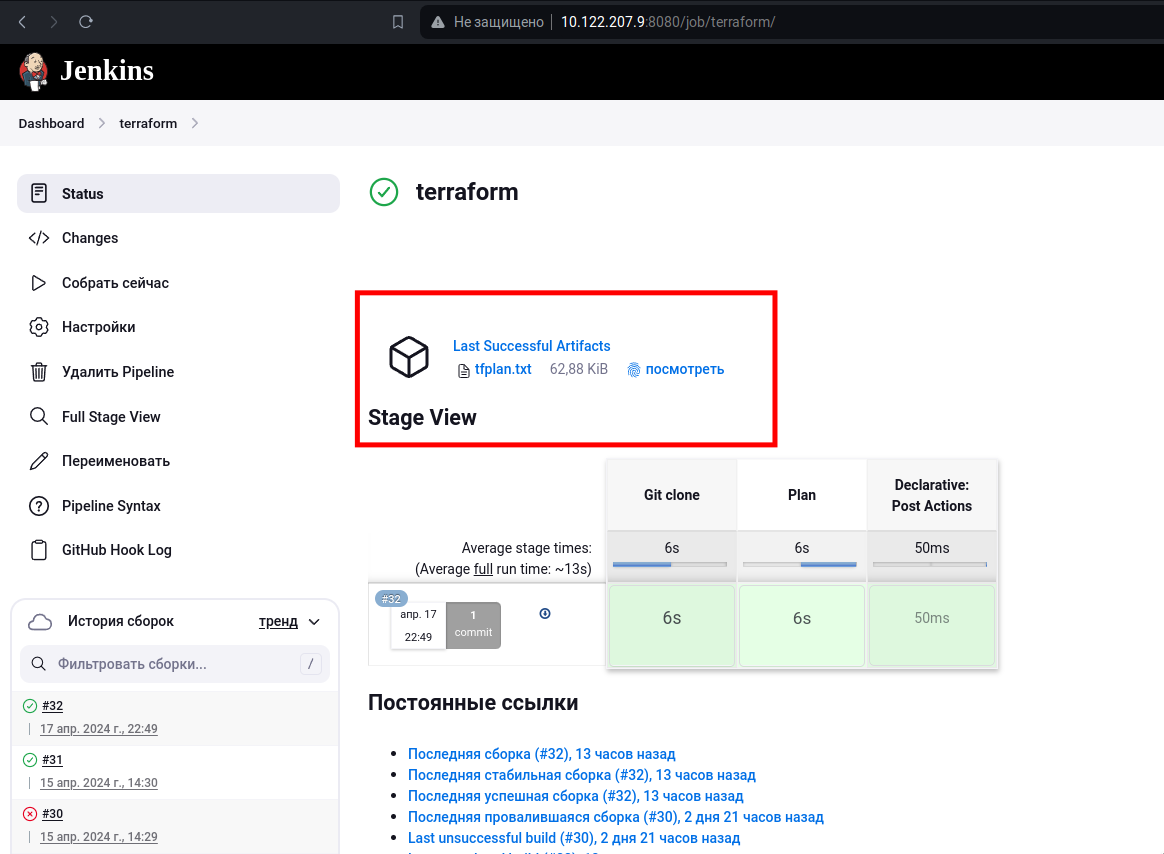 Не защищено 10.122.207.9:8080/job/terraform/
Jenkins
Dashboard terraform
Status
Changes
Собрать сейчас
Настройки
Удалить Pipeline
Full Stage View
Переименовать
Pipeline Syntax
GitHub Hook Log
История сборок тренд
Фильтровать сборки... /
#32
17 апр. 2024 г., 22:49
#31
15 апр. 2024 г., 14:30
#30
15 апр. 2024 г., 14:29
terraform
Last Successful Artifacts
tfplan.txt 62,88 KiB посмотреть
Stage View
Git clone Plan Declarative:
Post Actions
Average stage times: 6s 6s 50ms
(Average full run time: ~13s)
#32
апр. 17 1
22:49 commit
6s 6s 50ms
Постоянные ссылки
Последняя сборка (#32), 13 часов назад
Последняя стабильная сборка (#32), 13 часов назад
Последняя успешная сборка (#32), 13 часов назад
Последняя провалившаяся сборка (#30), 2 дня 21 часов назад
Last unsuccessful build (#30), 2 дня 21 часов назад